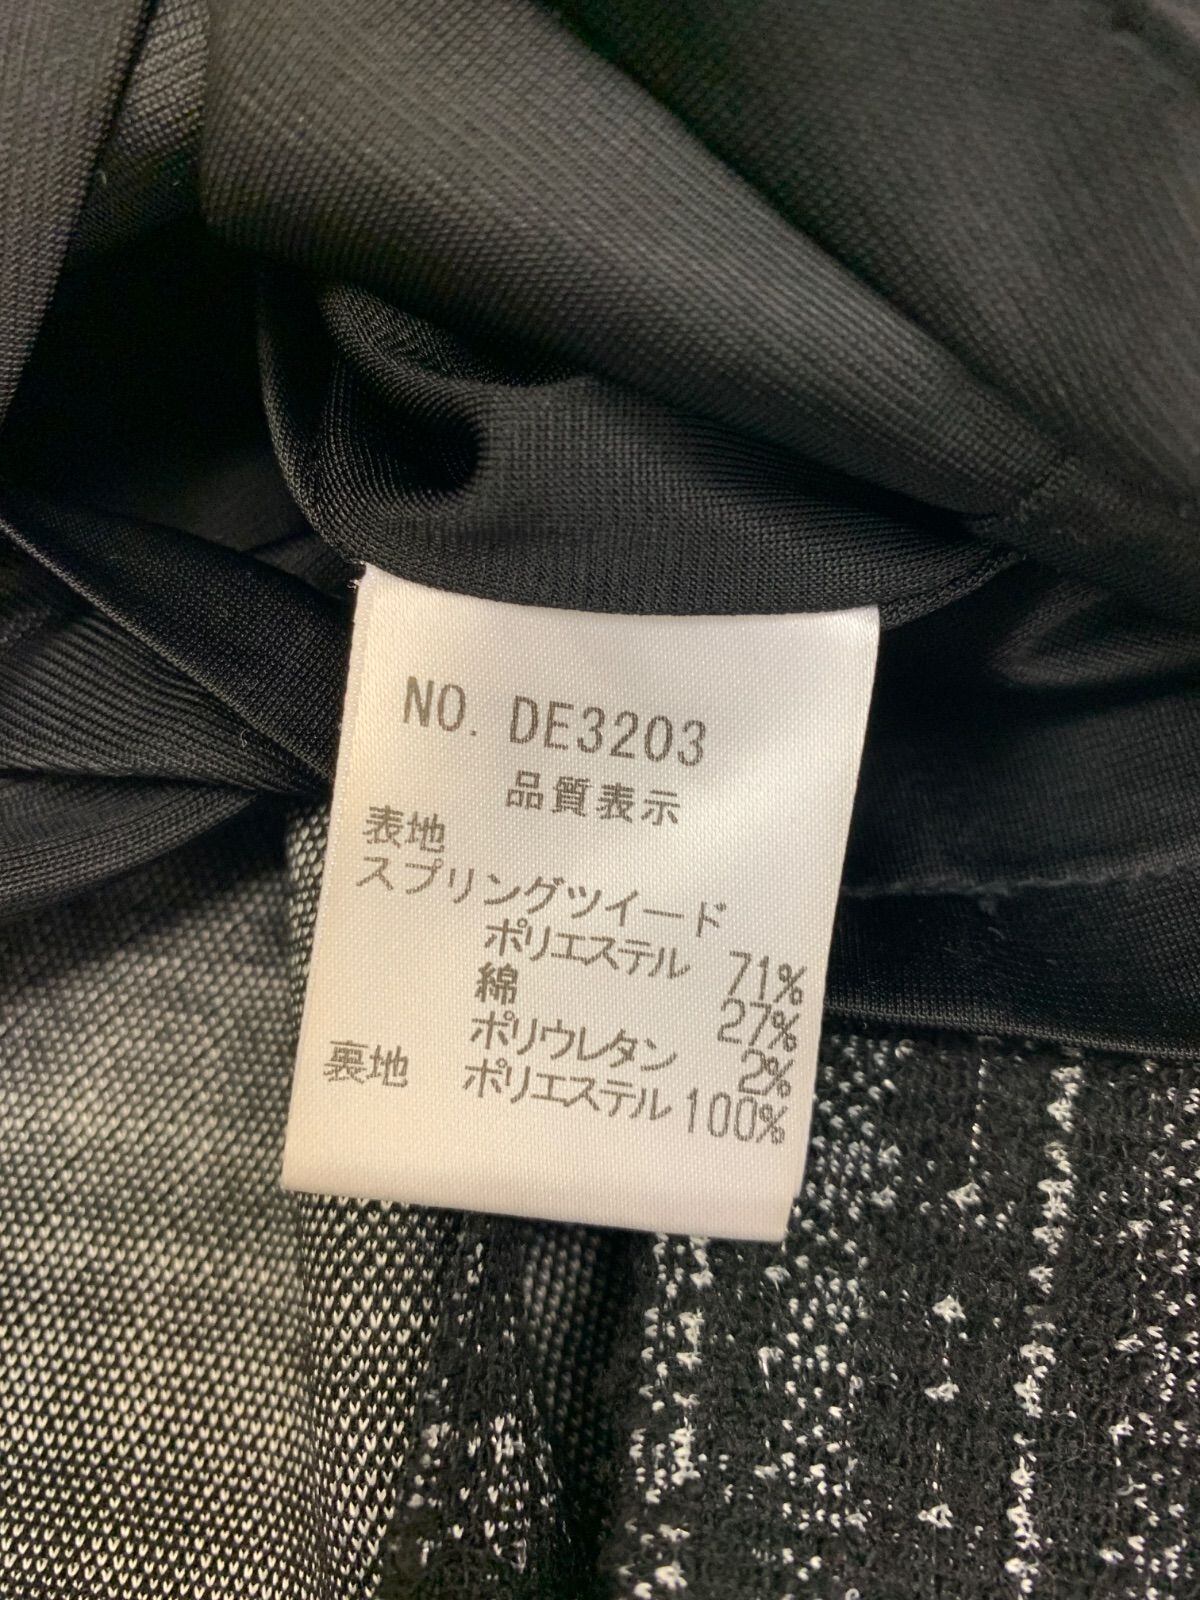 NO. DE3203
品質表示
表地
スプリングツイード
ポリエステル 71%
綿 27%
ポリウレタン 2%
裏地 ポリエステル 100%